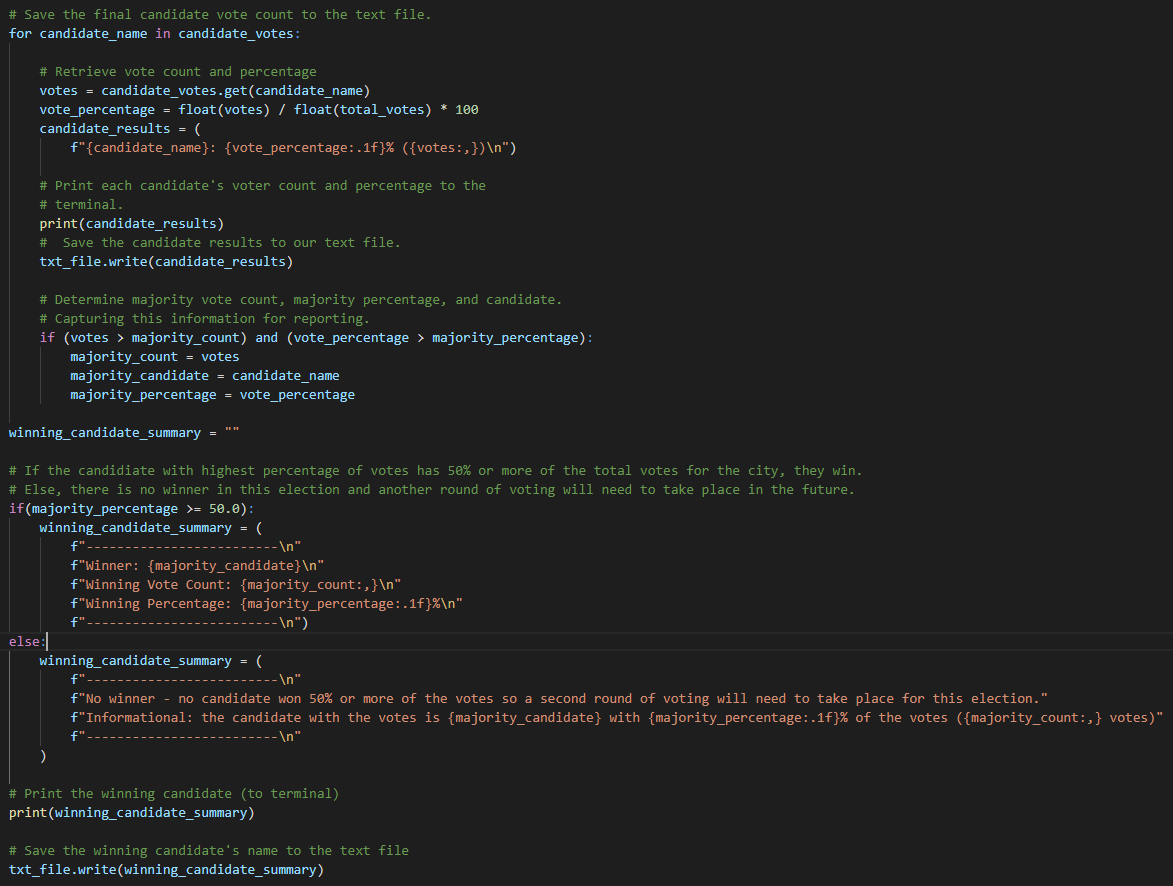 # Save the final candidate vote count to the text file.
for candidate_name in candidate_votes:

    # Retrieve vote count and percentage
    votes = candidate_votes.get(candidate_name)
    vote_percentage = float(votes) / float(total_votes) * 100
    candidate_results = (
        f"{candidate_name}: {vote_percentage:.1f}% ({votes:,})\n")

    # Print each candidate's voter count and percentage to the
    # terminal.
    print(candidate_results)
    #  Save the candidate results to our text file.
    txt_file.write(candidate_results)

    # Determine majority vote count, majority percentage, and candidate.
    # Capturing this information for reporting.
    if (votes > majority_count) and (vote_percentage > majority_percentage):
        majority_count = votes
        majority_candidate = candidate_name
        majority_percentage = vote_percentage

winning_candidate_summary = ""

# If the candidiate with highest percentage of votes has 50% or more of the total votes for the city, they win.
# Else, there is no winner in this election and another round of voting will need to take place in the future.
if(majority_percentage >= 50.0):
    winning_candidate_summary = (
        f"-------------------------\n"
        f"Winner: {majority_candidate}\n"
        f"Winning Vote Count: {majority_count:,}\n"
        f"Winning Percentage: {majority_percentage:.1f}%\n"
        f"-------------------------\n")
else:
    winning_candidate_summary = (
        f"-------------------------\n"
        f"No winner - no candidate won 50% or more of the votes so a second round of voting will need to take place for this election."
        f"Informational: the candidate with the votes is {majority_candidate} with {majority_percentage:.1f}% of the votes ({majority_count:,} votes)"
        f"-------------------------\n"
    )

# Print the winning candidate (to terminal)
print(winning_candidate_summary)

# Save the winning candidate's name to the text file
txt_file.write(winning_candidate_summary)